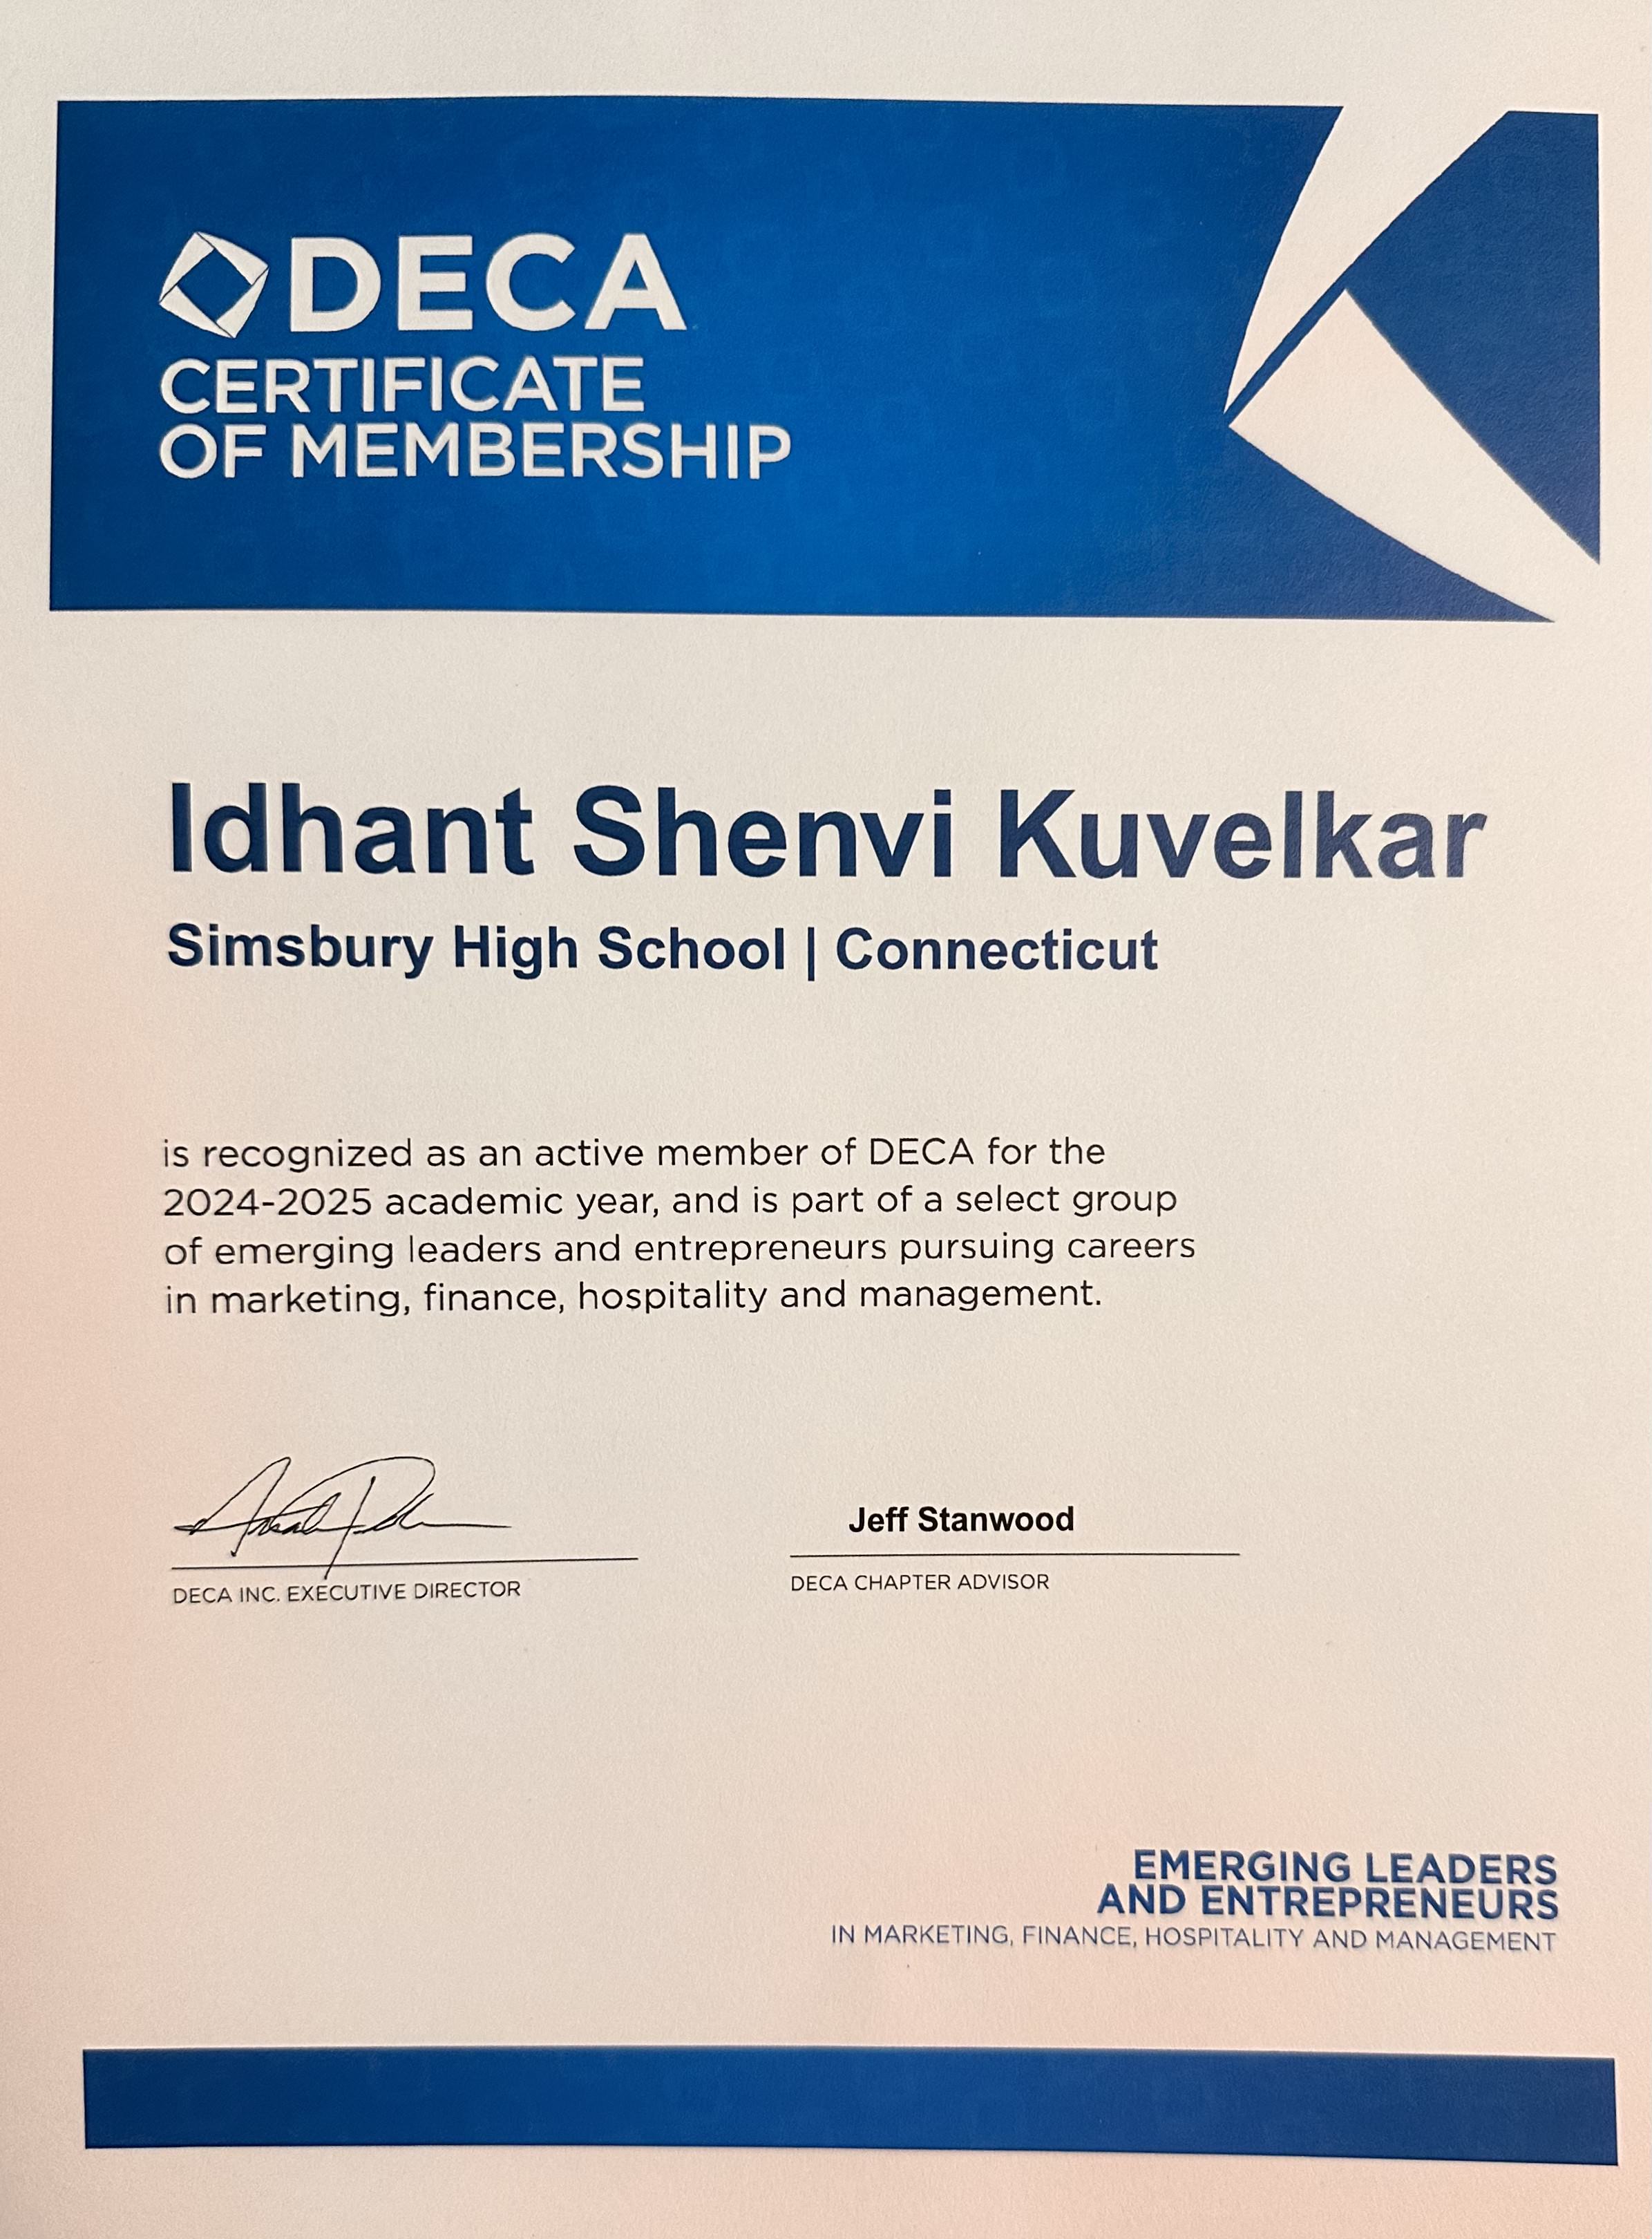 DECA
CERTIFICATE
OF MEMBERSHIP
Idhant Shenvi Kuvelkar
Simsbury High School | Connecticut
is recognized as an active member of DECA for the
2024-2025 academic year, and is part of a select group
of emerging leaders and entrepreneurs pursuing careers
in marketing, finance, hospitality and management.
Jeff Stanwood
DECA INC. EXECUTIVE DIRECTOR
DECA CHAPTER ADVISOR
EMERGING LEADERS
AND ENTREPRENEURS
IN MARKETING, FINANCE, HOSPITALITY AND MANAGEMENT